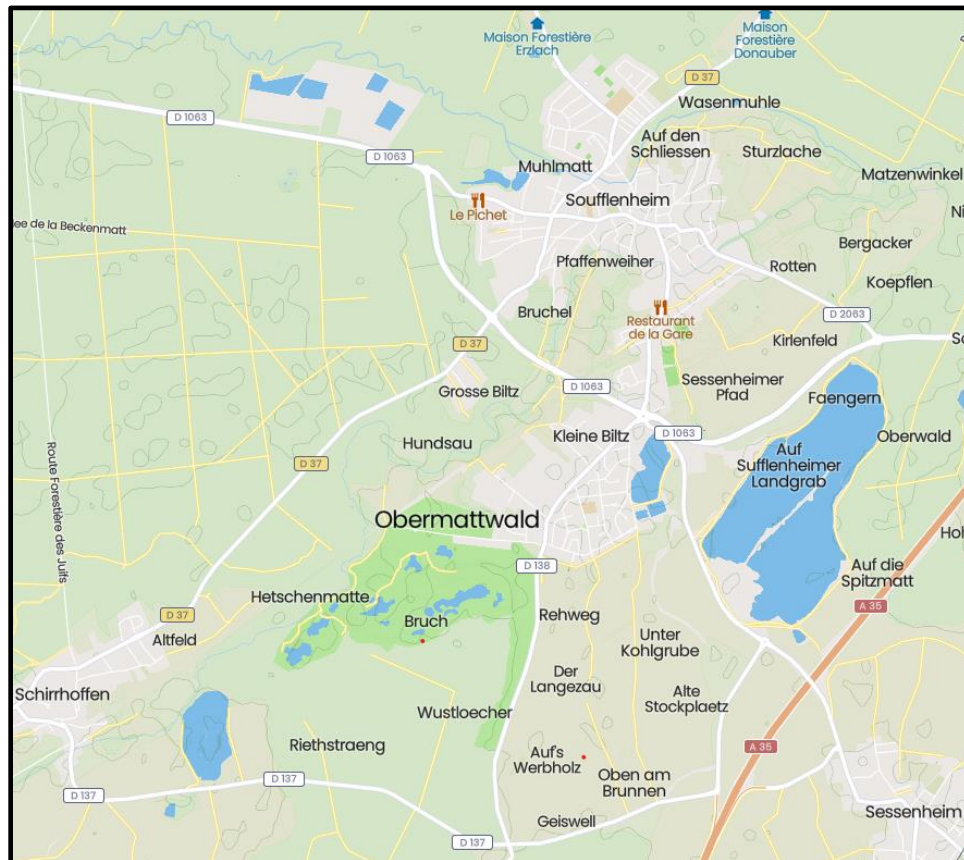 Maison Forestière
Erzlach
Maison
Forestière
Donauber
D 37
Wasenmuhle
D 1063
Auf den
Schliessen
Sturzlache
D 1063
Muhlmatt
Matzenwinkel
Le Pichet
Soufflenheim
ee de la Beckenmatt
Ni
Bergacker
Pfaffenweiher
Rotten
Koepflen
Bruchel
Restaurant
de la Gare
D 2063
D 37
Kirlenfeld
So
Grosse Biltz
D 1063
Sessenheimer
Pfad
Faengern
Hundsau
Kleine Biltz
D 1063
Oberwald
Auf
Sufflenheimer
Landgrab
D 37
Route Forestière des Juifs
Obermattwald
Hol
D 138
Auf die
Spitzmatt
Hetschenmatte
A 35
D 37
Bruch
Rehweg
Altfeld
Unter
Kohlgrube
Schirrhoffen
Der
Langezau
Alte
Stockplaetz
Wustloecher
Riethstraeng
A 35
Auf's
Werbholz
Oben am
Brunnen
D 137
D 137
Geiswell
Sessenheim
D 137